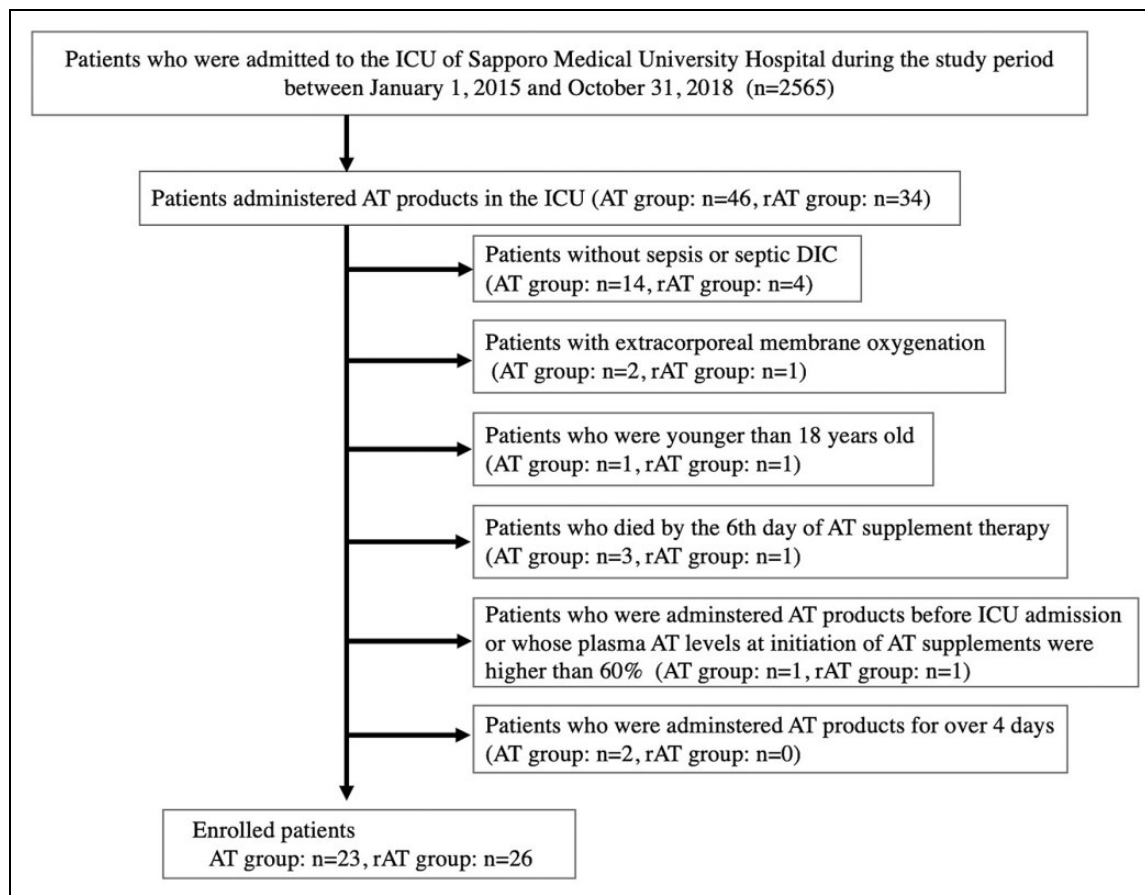 Patients who were admitted to the ICU of Sapporo Medical University Hospital during the study period
between January 1, 2015 and October 31, 2018 (n=2565)
Patients administered AT products in the ICU (AT group: n=46, rAT group: n=34)
Patients without sepsis or septic DIC
(AT group: n=14, rAT group: n=4)
Patients with extracorporeal membrane oxygenation
(AT group: n=2, rAT group: n=1)
Patients who were younger than 18 years old
(AT group: n=1, rAT group: n=1)
Patients who died by the 6th day of AT supplement therapy
(AT group: n=3, rAT group: n=1)
Patients who were adminstered AT products before ICU admission
or whose plasma AT levels at initiation of AT supplements were
higher than 60% (AT group: n=1, rAT group: n=1)
Patients who were adminstered AT products for over 4 days
(AT group: n=2, rAT group: n=0)
Enrolled patients
AT group: n=23, rAT group: n=26